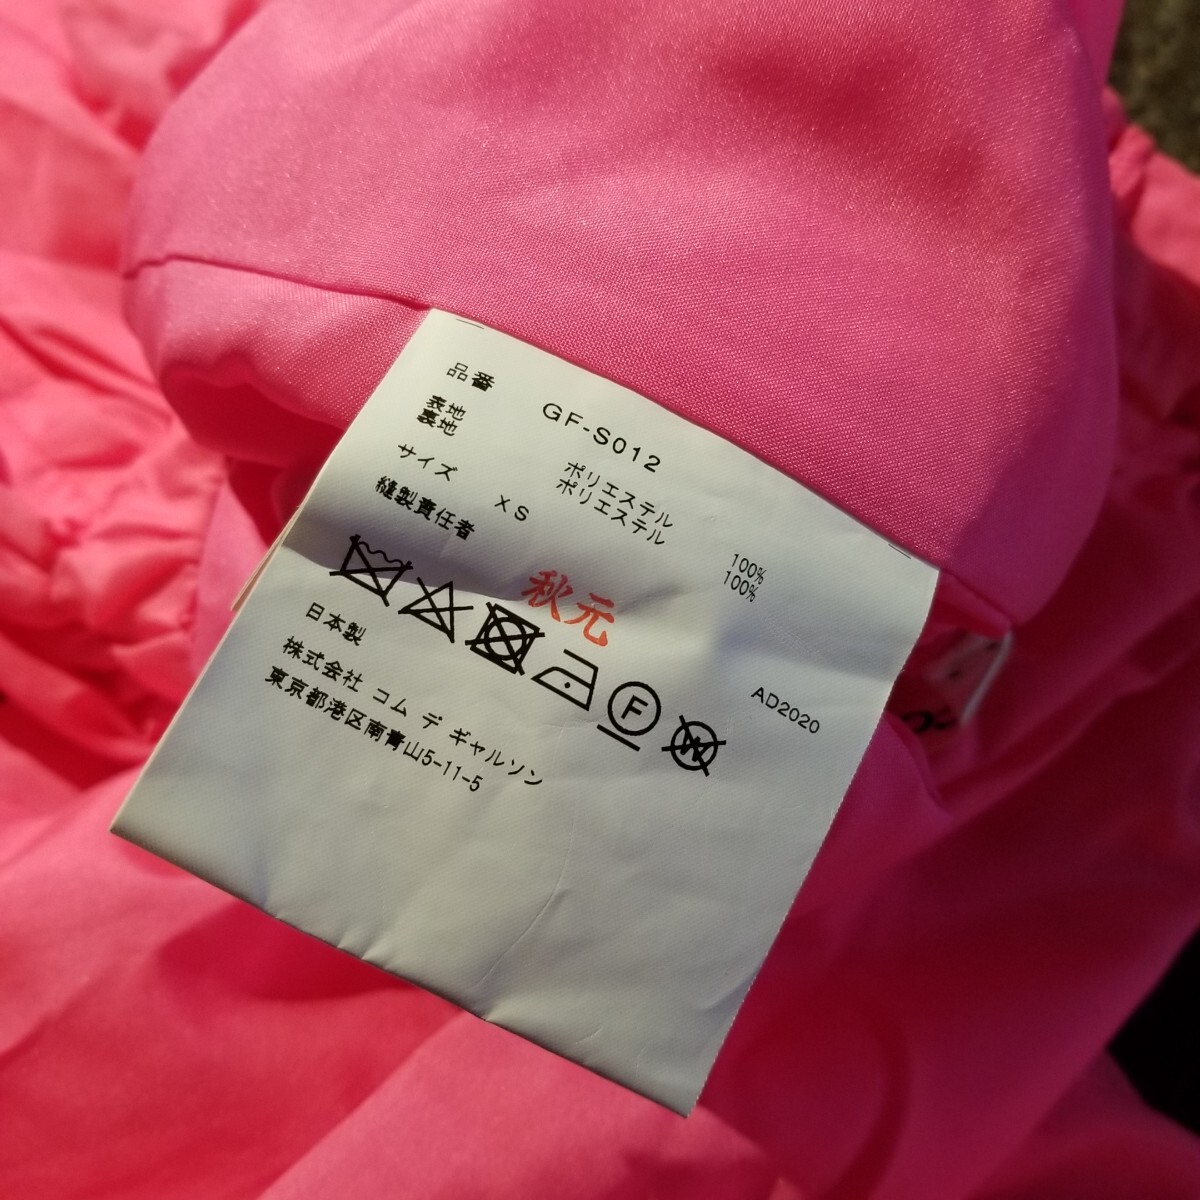 品番 GF-S012
表地 ポリエステル 100%
裏地 ポリエステル 100%
サイズ XS
縫製責任者 秋元
F W
AD2020
日本製
株式会社 コム デ ギャルソン
東京都港区南青山5-11-5